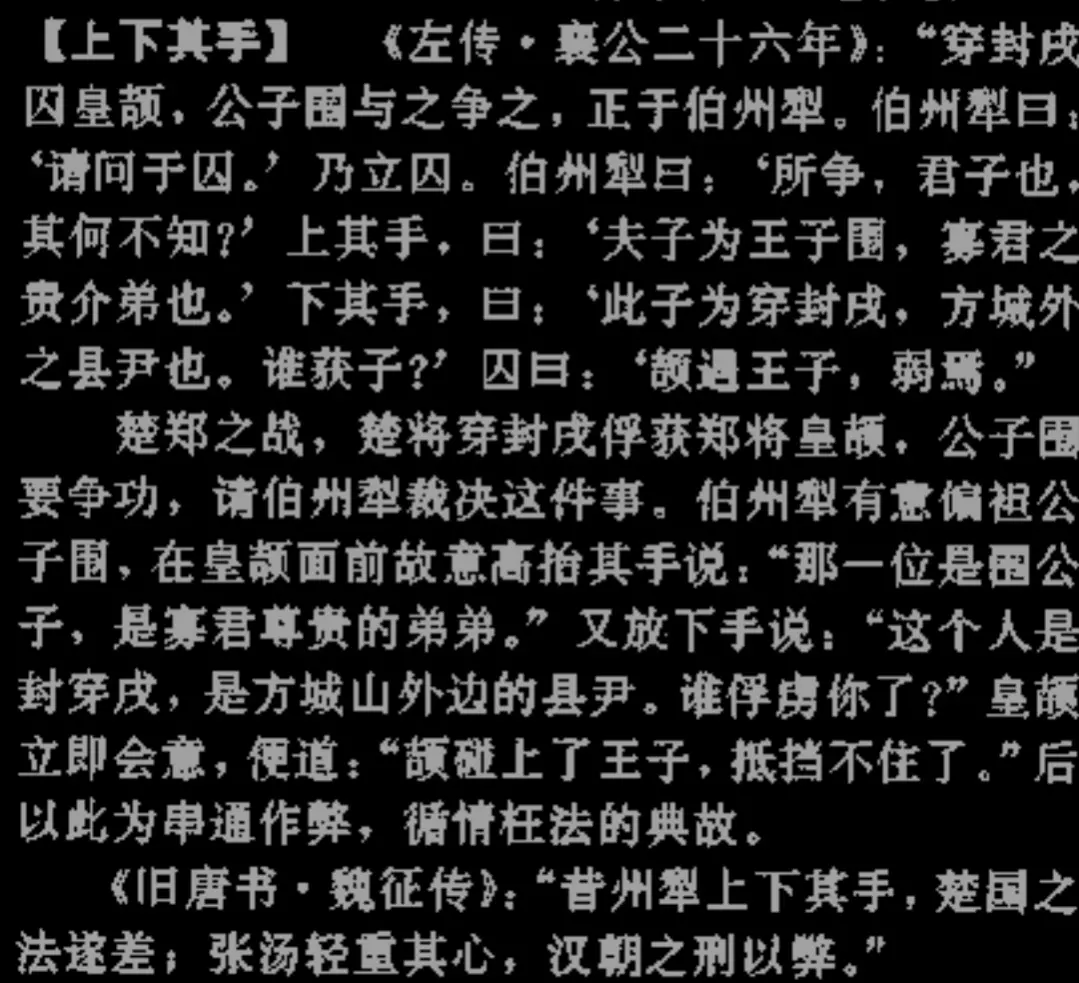 【上下其手】 《左传·襄公二十六年》：“穿封戌
囚皇颉，公子围与之争之，正于伯州犁。伯州犁曰：
‘请问于囚。’乃立囚。伯州犁曰：‘所争，君子也，
其何不知？’上其手，曰：‘夫子为王子围，寡君之
贵介弟也。’下其手，曰：‘此子为穿封戌，方城外
之县尹也。谁获子？’囚曰：‘颉遇王子，弱焉。”
楚郑之战，楚将穿封戌俘获郑将皇颉，公子围
要争功，请伯州犁裁决这件事。伯州犁有意偏袒公
子围，在皇颉面前故意高抬其手说：“那一位是围公
子，是寡君尊贵的弟弟。”又放下手说：“这个人是
封穿戌，是方城山外边的县尹。谁俘虏你了？”皇颉
立即会意，便道：“颉碰上了王子，抵挡不住了。”后
以此为串通作弊，循情枉法的典故。
《旧唐书·魏征传》：“昔州犁上下其手，楚国之
法遂差；张汤轻重其心，汉朝之刑以弊。”